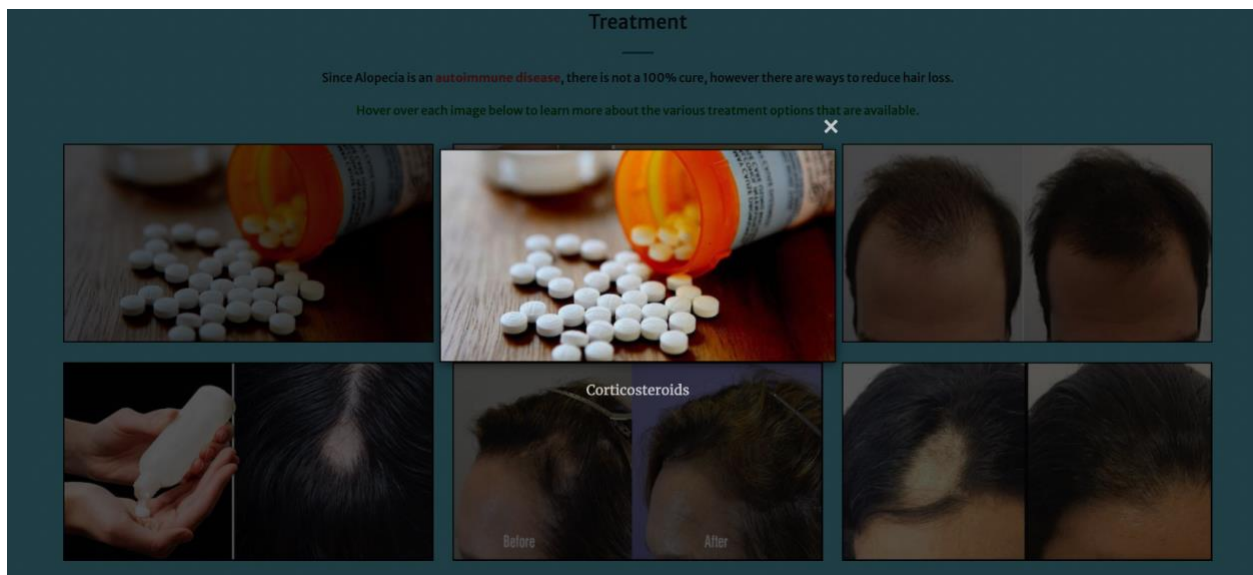 Treatment
Since Alopecia is an autoimmune disease, there is not a 100% cure, however there are ways to reduce hair loss.
Hover over each image below to learn more about the various treatment options that are available.
×
Corticosteroids
Before
After